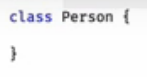 class Person {
}